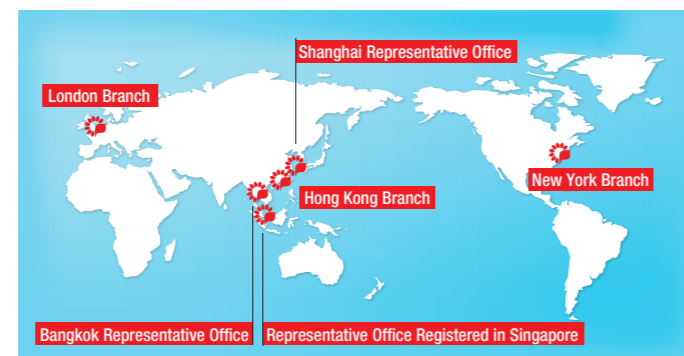 Shanghai Representative Office
London Branch
New York Branch
Hong Kong Branch
Bangkok Representative Office
Representative Office Registered in Singapore